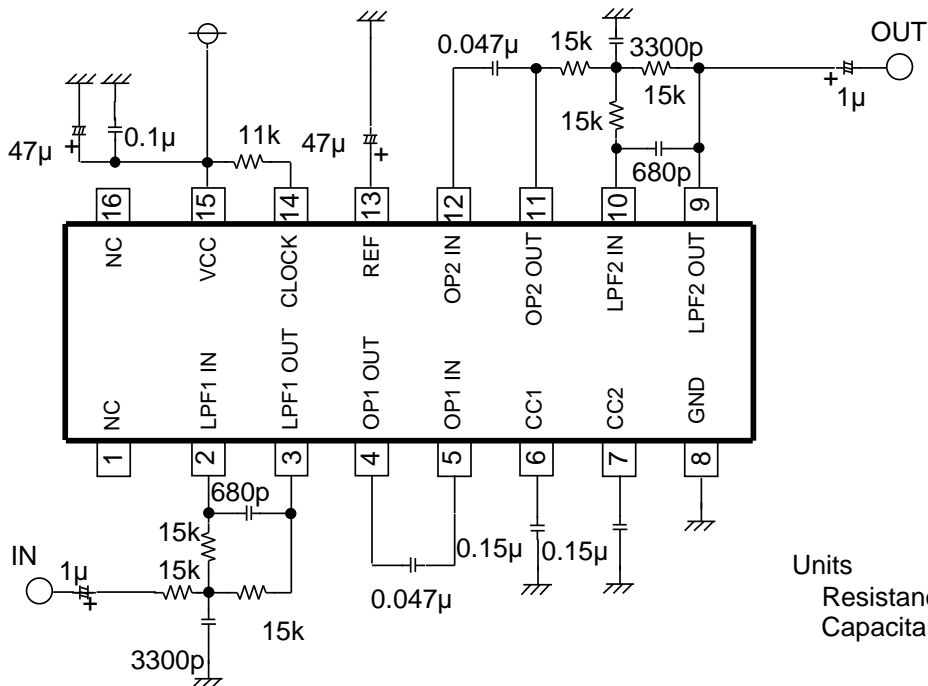 OUT
0.047µ
15k
3300p
15k
1µ
+
15k
680p
47µ
+
0.1µ
11k
47µ
+
16
15
14
13
12
11
10
9
NC
VCC
CLOCK
REF
OP2 IN
OP2 OUT
LPF2 IN
LPF2 OUT
NC
LPF1 IN
LPF1 OUT
OP1 OUT
OP1 IN
CC1
CC2
GND
1
2
3
4
5
6
7
8
680p
15k
IN
1µ
+
15k
15k
3300p
0.047µ
0.15µ
0.15µ
Units
Resistan
Capacita